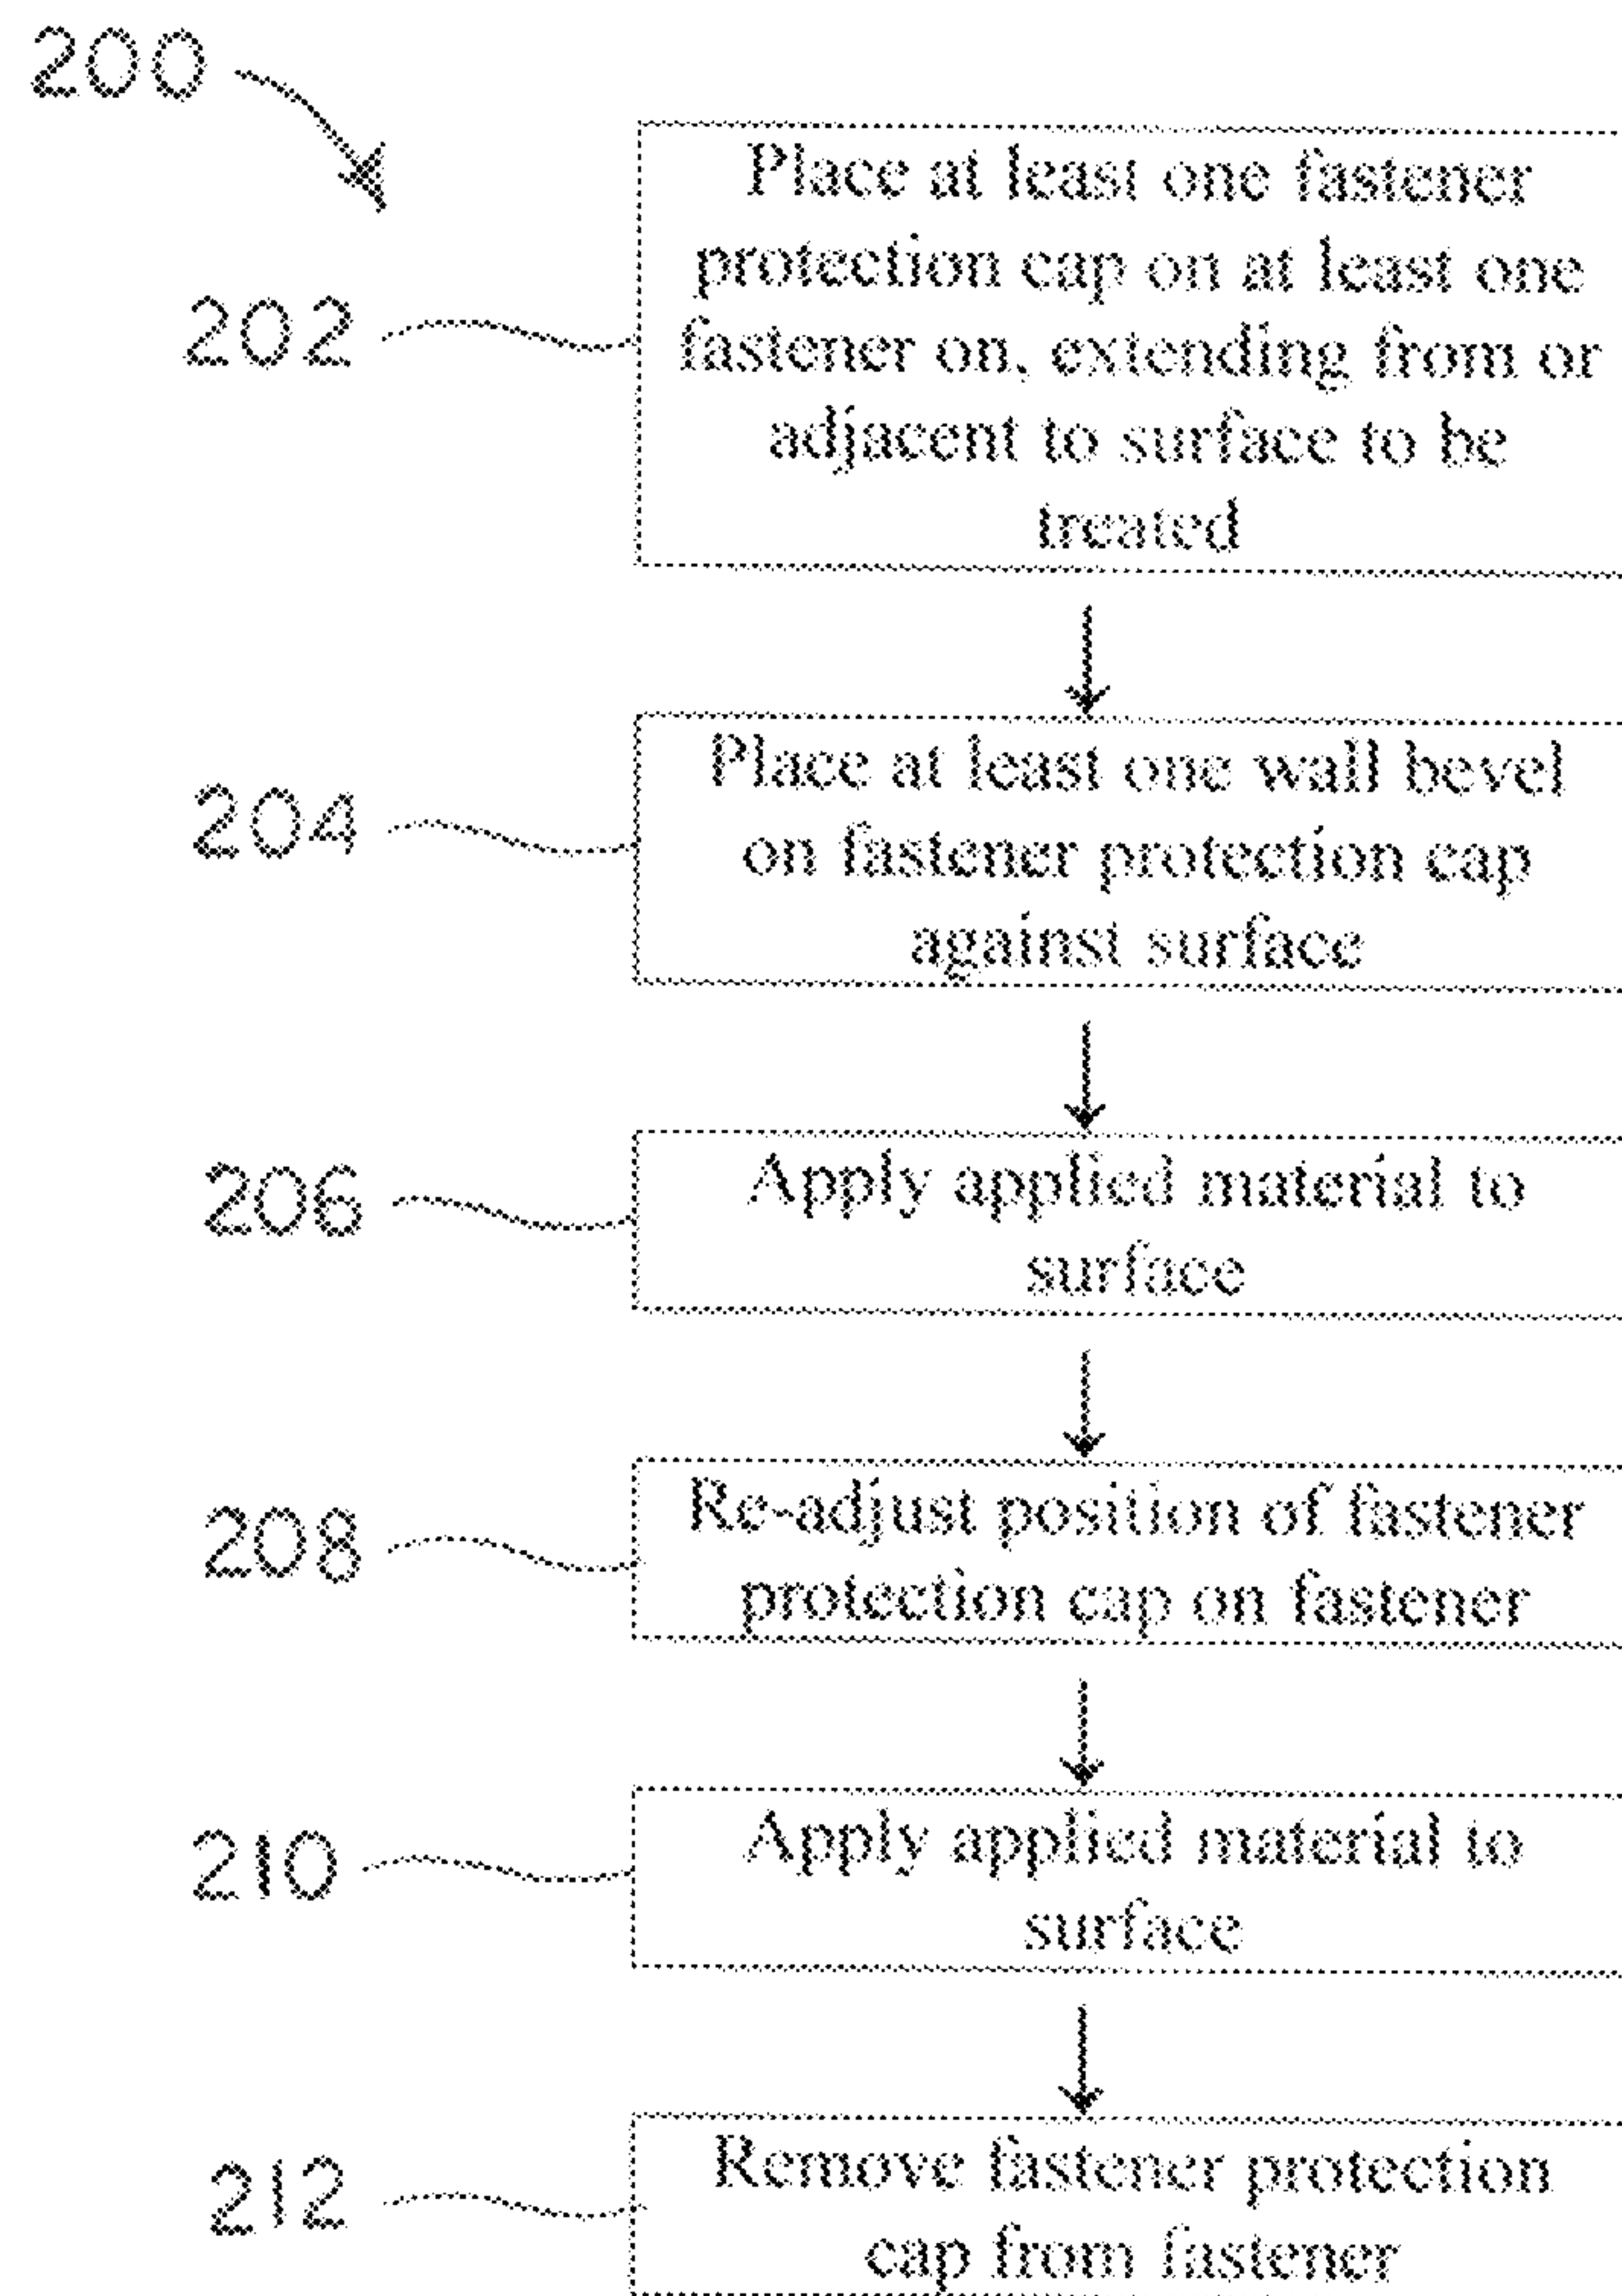 200
202
Place at least one fastener
protection cap on at least one
fastener on, extending from or
adjacent to surface to be
treated
204
Place at least one wall bevel
on fastener protection cap
against surface
206
Apply applied material to
surface
208
Re-adjust position of fastener
protection cap on fastener
210
Apply applied material to
surface
212
Remove fastener protection
cap from fastener